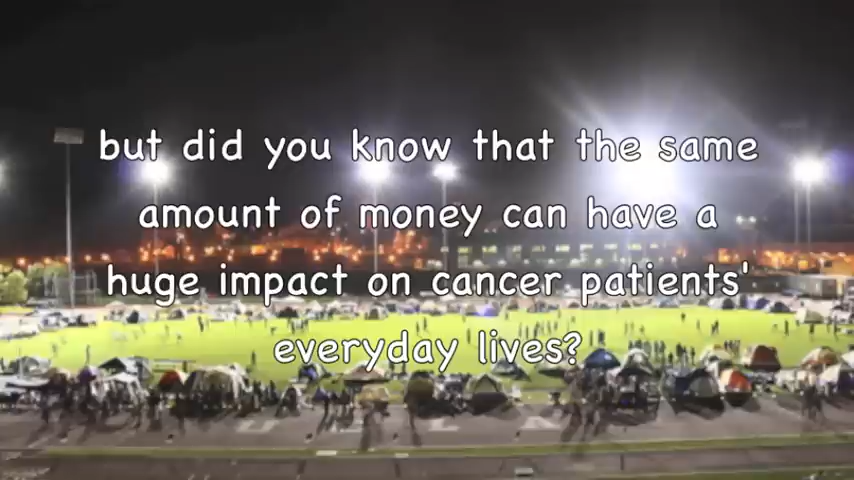 but did you know that the same
amount of money can have a
huge impact on cancer patients'
everyday lives?